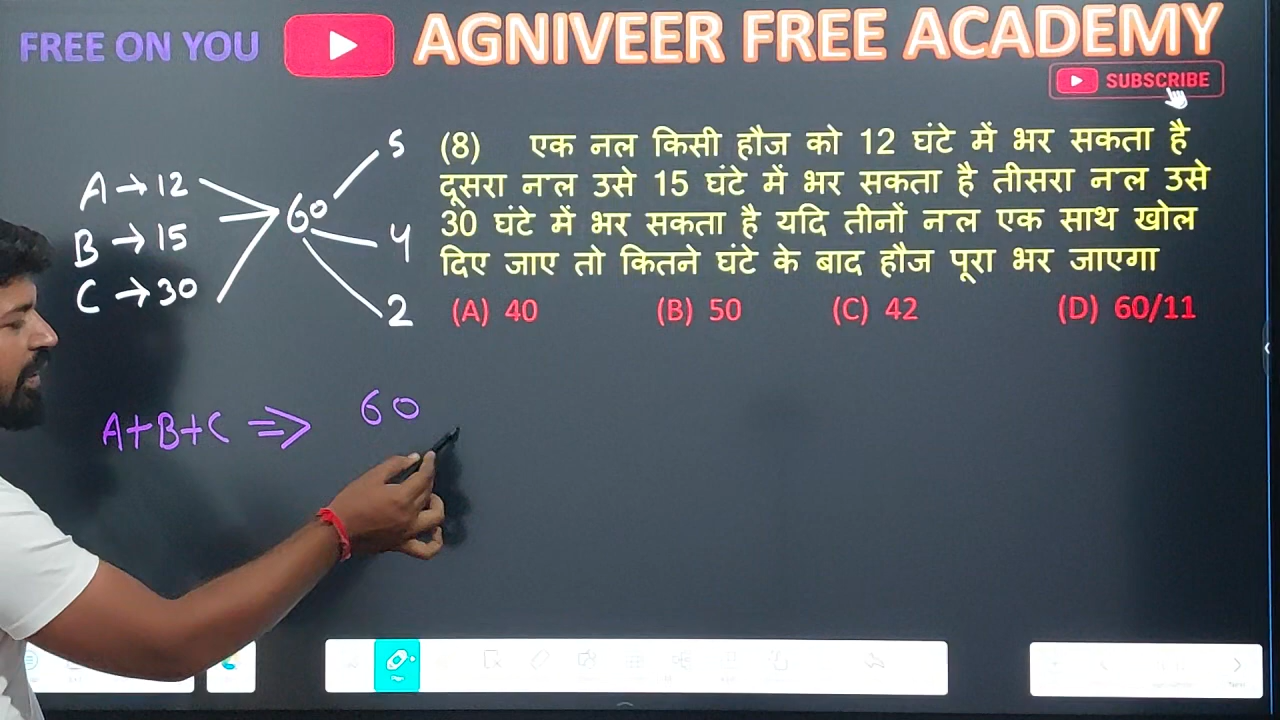 FREE ON YOU
AGNIVEER FREE ACADEMY
SUBSCRIBE
(8) एक नल किसी हौज को 12 घंटे में भर सकता है
दूसरा नल उसे 15 घंटे में भर सकता है तीसरा नल उसे
30 घंटे में भर सकता है यदि तीनों नल एक साथ खोल
दिए जाए तो कितने घंटे के बाद हौज पूरा भर जाएगा
(A) 40 (B) 50 (C) 42 (D) 60/11
A → 12
B → 15
C → 30
60
5
4
2
A+B+C ⇒ 60